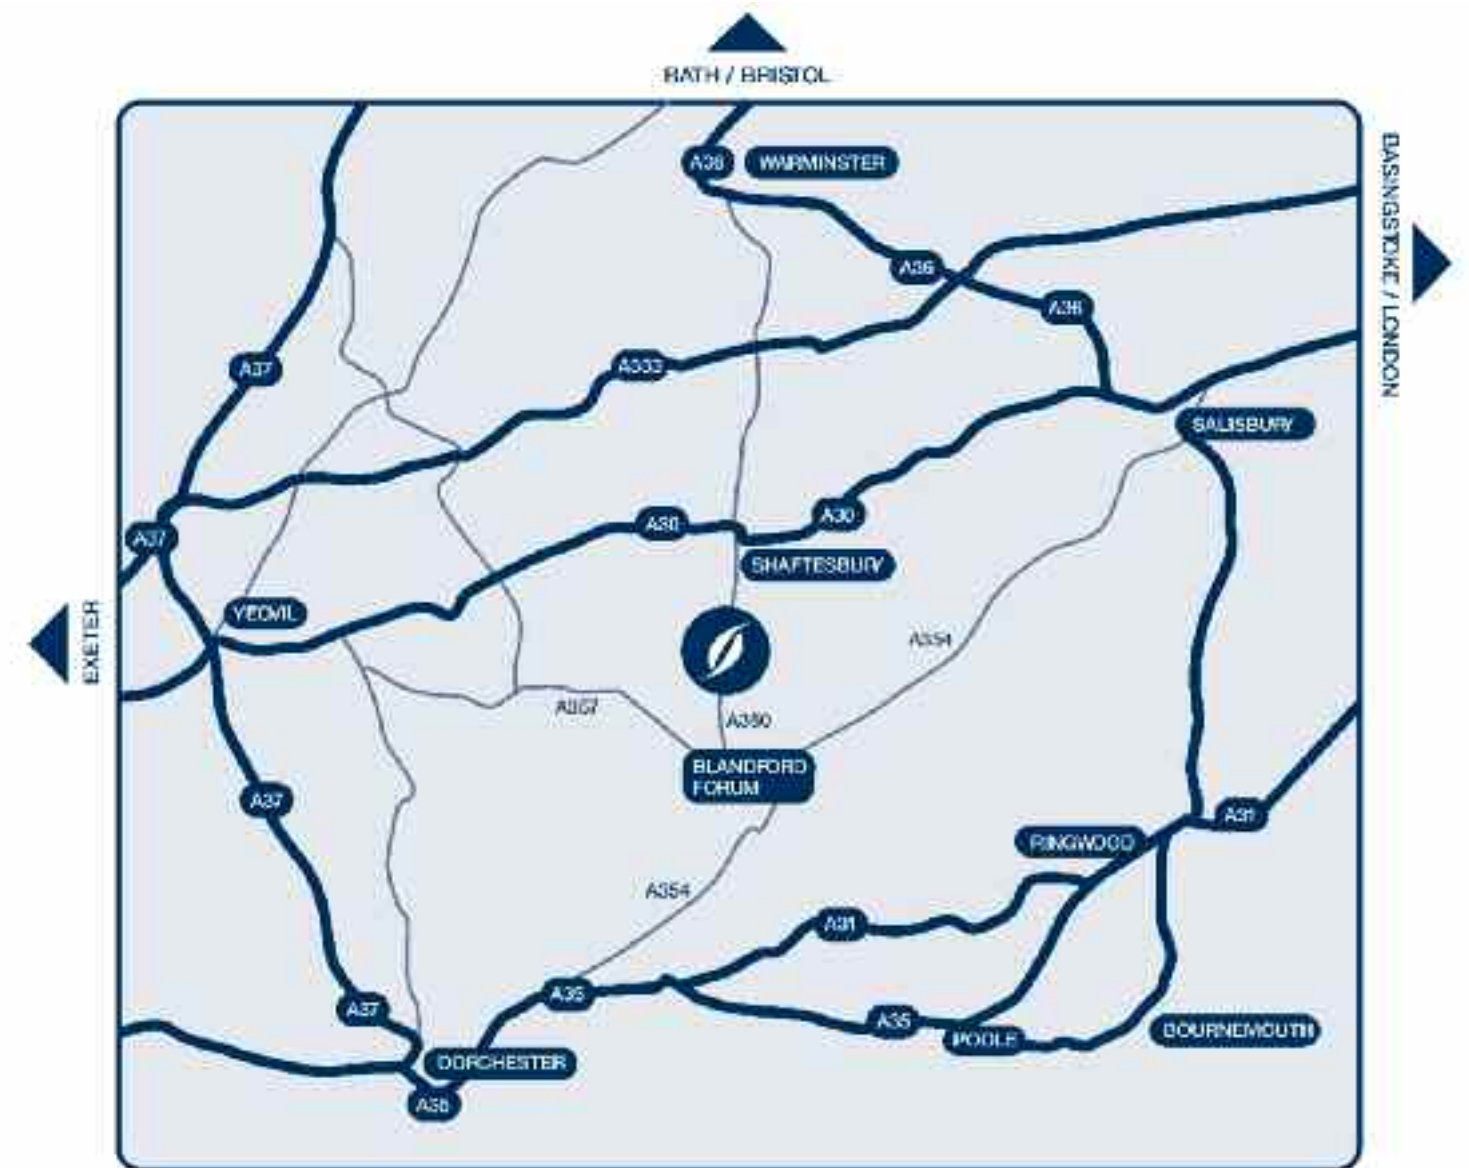 BATH / BRISTOL
A36
WARMINSTER
BASINGSTOKE / LONDON
A36
A36
A37
A303
SALISBURY
A30
A30
A37
SHAFTESBURY
YEOVIL
EXETER
A354
A357
A350
BLANDFORD
FORUM
A37
A31
RINGWOOD
A354
A31
A35
A37
A35
POOLE
BOURNEMOUTH
DORCHESTER
A35